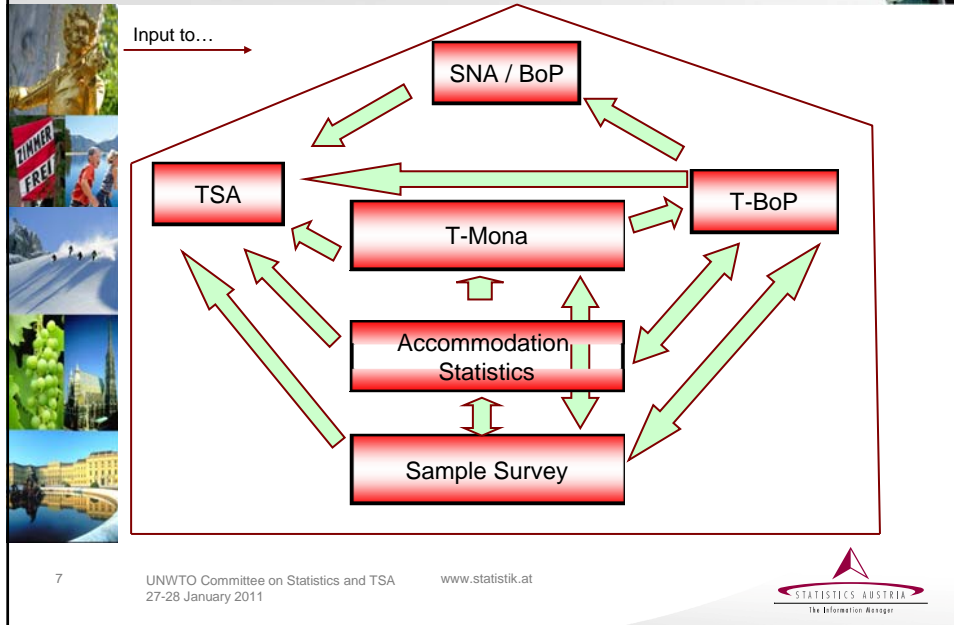 Input to…
SNA / BoP
TSA
T-BoP
T-Mona
Accommodation
Statistics
Sample Survey
ZIMMER
FREI
7
UNWTO Committee on Statistics and TSA
www.statistik.at
27-28 January 2011
STATISTICS AUSTRIA
The Information Manager